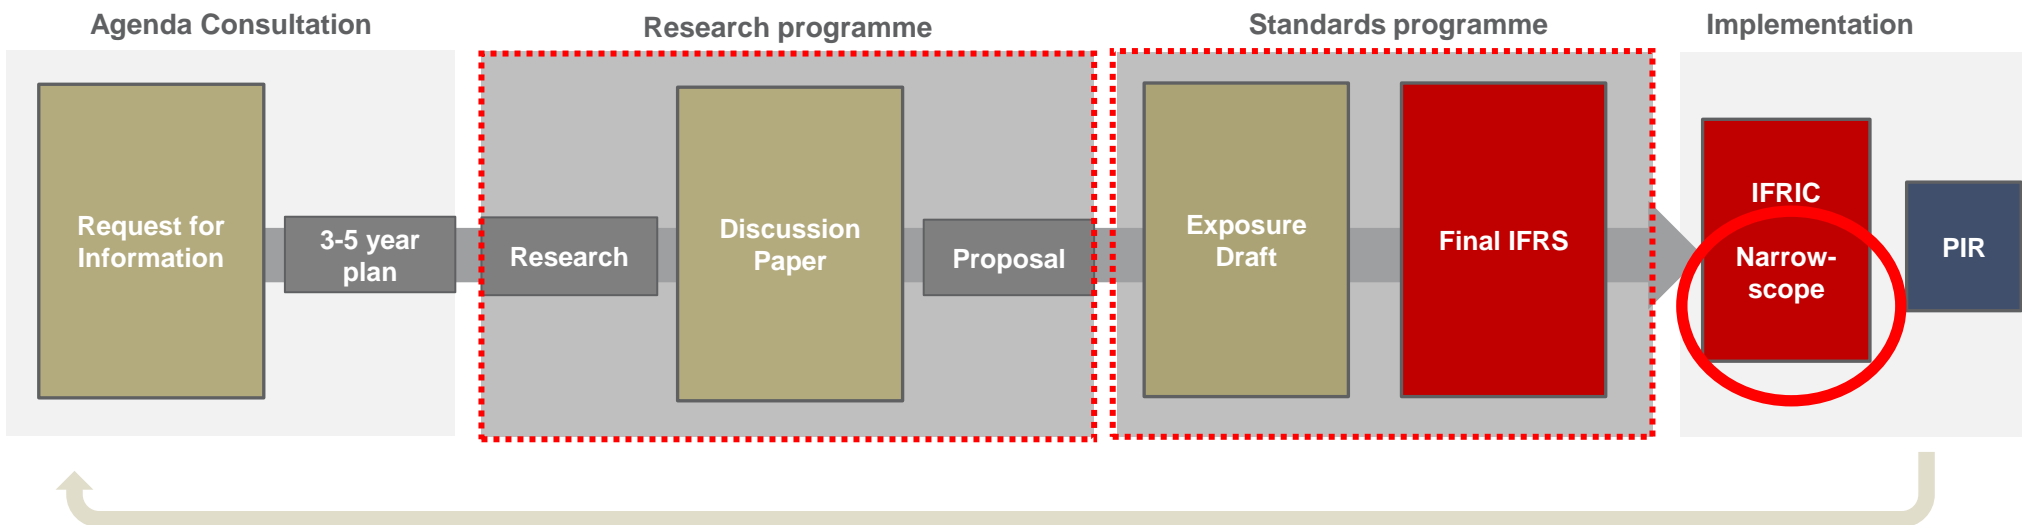 Agenda Consultation
Research programme
Standards programme
Implementation
Request for
Information
3-5 year
plan
Research
Discussion
Paper
Proposal
Exposure
Draft
Final IFRS
IFRIC
Narrow-
scope
PIR